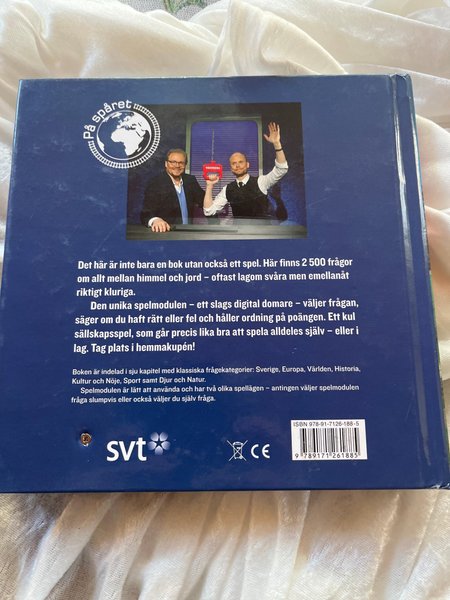 På spåret
Det här är inte bara en bok utan också ett spel. Här finns 2 500 frågor
om allt mellan himmel och jord – oftast lagom svåra men emellanåt
riktigt kluriga.
Den unika spelmodulen – ett slags digital domare – väljer frågan,
säger om du haft rätt eller fel och håller ordning på poängen. Ett kul
sällskapsspel, som går precis lika bra att spela alldeles själv – eller i
lag. Tag plats i hemmakupén!
Boken är indelad i sju kapitel med klassiska frågekategorier: Sverige, Europa, Världen, Historia,
Kultur och Nöje, Sport samt Djur och Natur.
Spelmodulen är lätt att använda och har två olika spellägen – antingen väljer spelmodulen
fråga slumpvis eller också väljer du själv fråga.
svt
CE
ISBN 978-91-7126-188-5
9 789171 261885